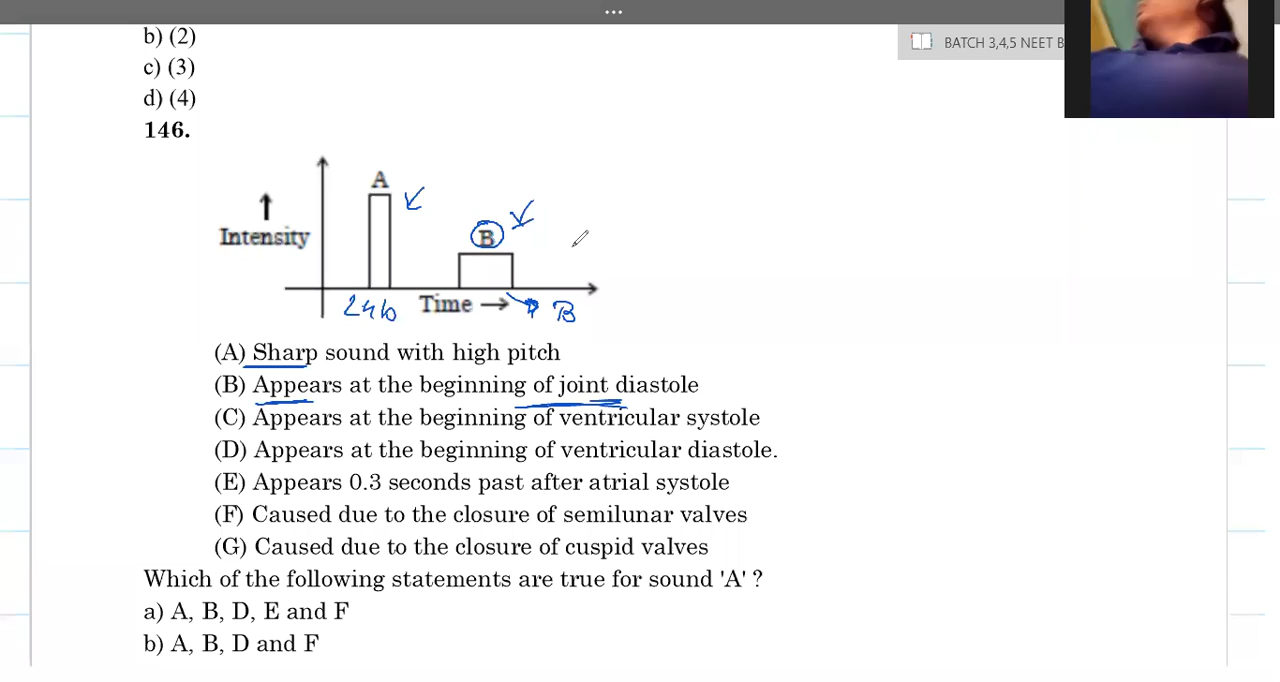 ...
b) (2)
BATCH 3,4,5 NEET B
c) (3)
d) (4)
146.
A
Intensity
B
Time
B
(A) Sharp sound with high pitch
(B) Appears at the beginning of joint diastole
(C) Appears at the beginning of ventricular systole
(D) Appears at the beginning of ventricular diastole.
(E) Appears 0.3 seconds past after atrial systole
(F) Caused due to the closure of semilunar valves
(G) Caused due to the closure of cuspid valves
Which of the following statements are true for sound 'A' ?
a) A, B, D, E and F
b) A, B, D and F